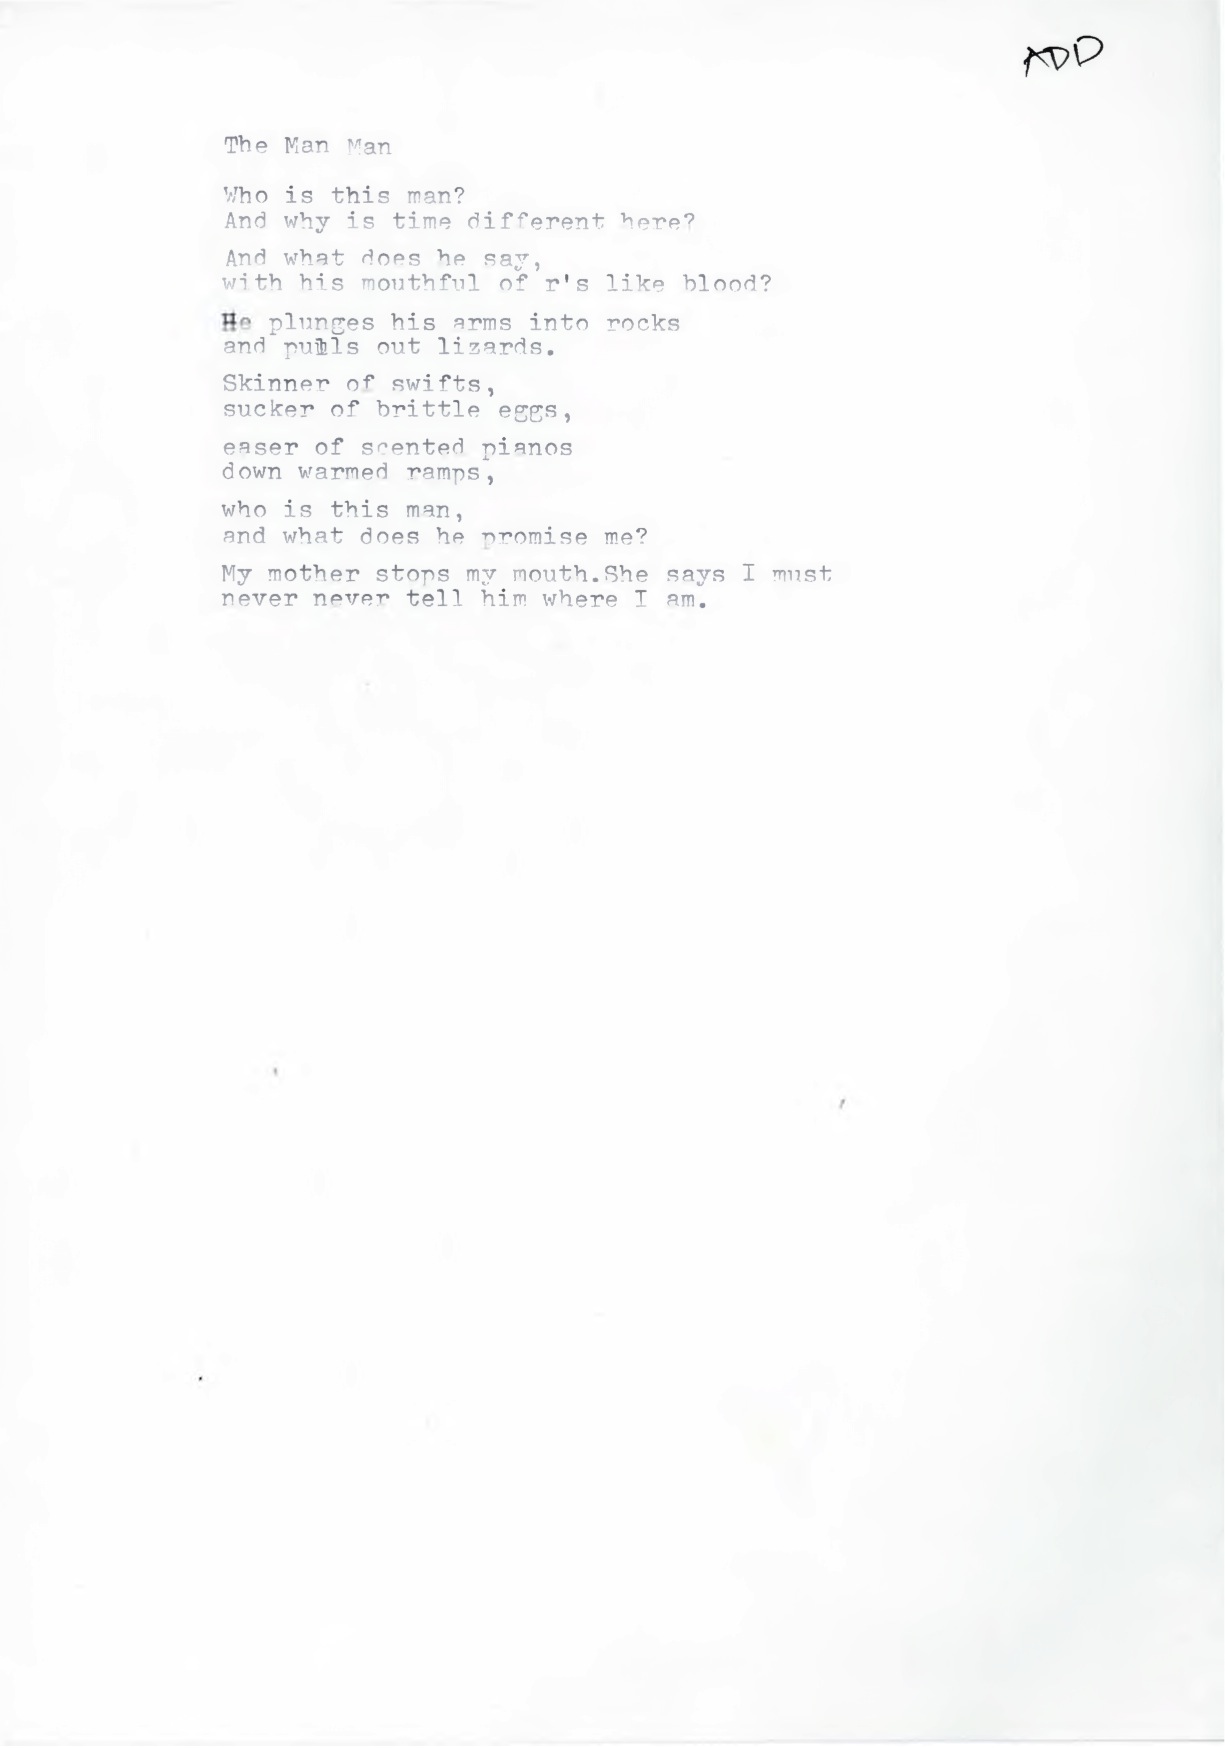 ADD
The Man Man
Who is this man?
And why is time different here?
And what does he say,
with his mouthful of r's like blood?
He plunges his arms into rocks
and pulls out lizards.
Skinner of swifts,
sucker of brittle eggs,
easer of scented pianos
down warmed ramps,
who is this man,
and what does he promise me?
My mother stops my mouth.She says I must
never never tell him where I am.